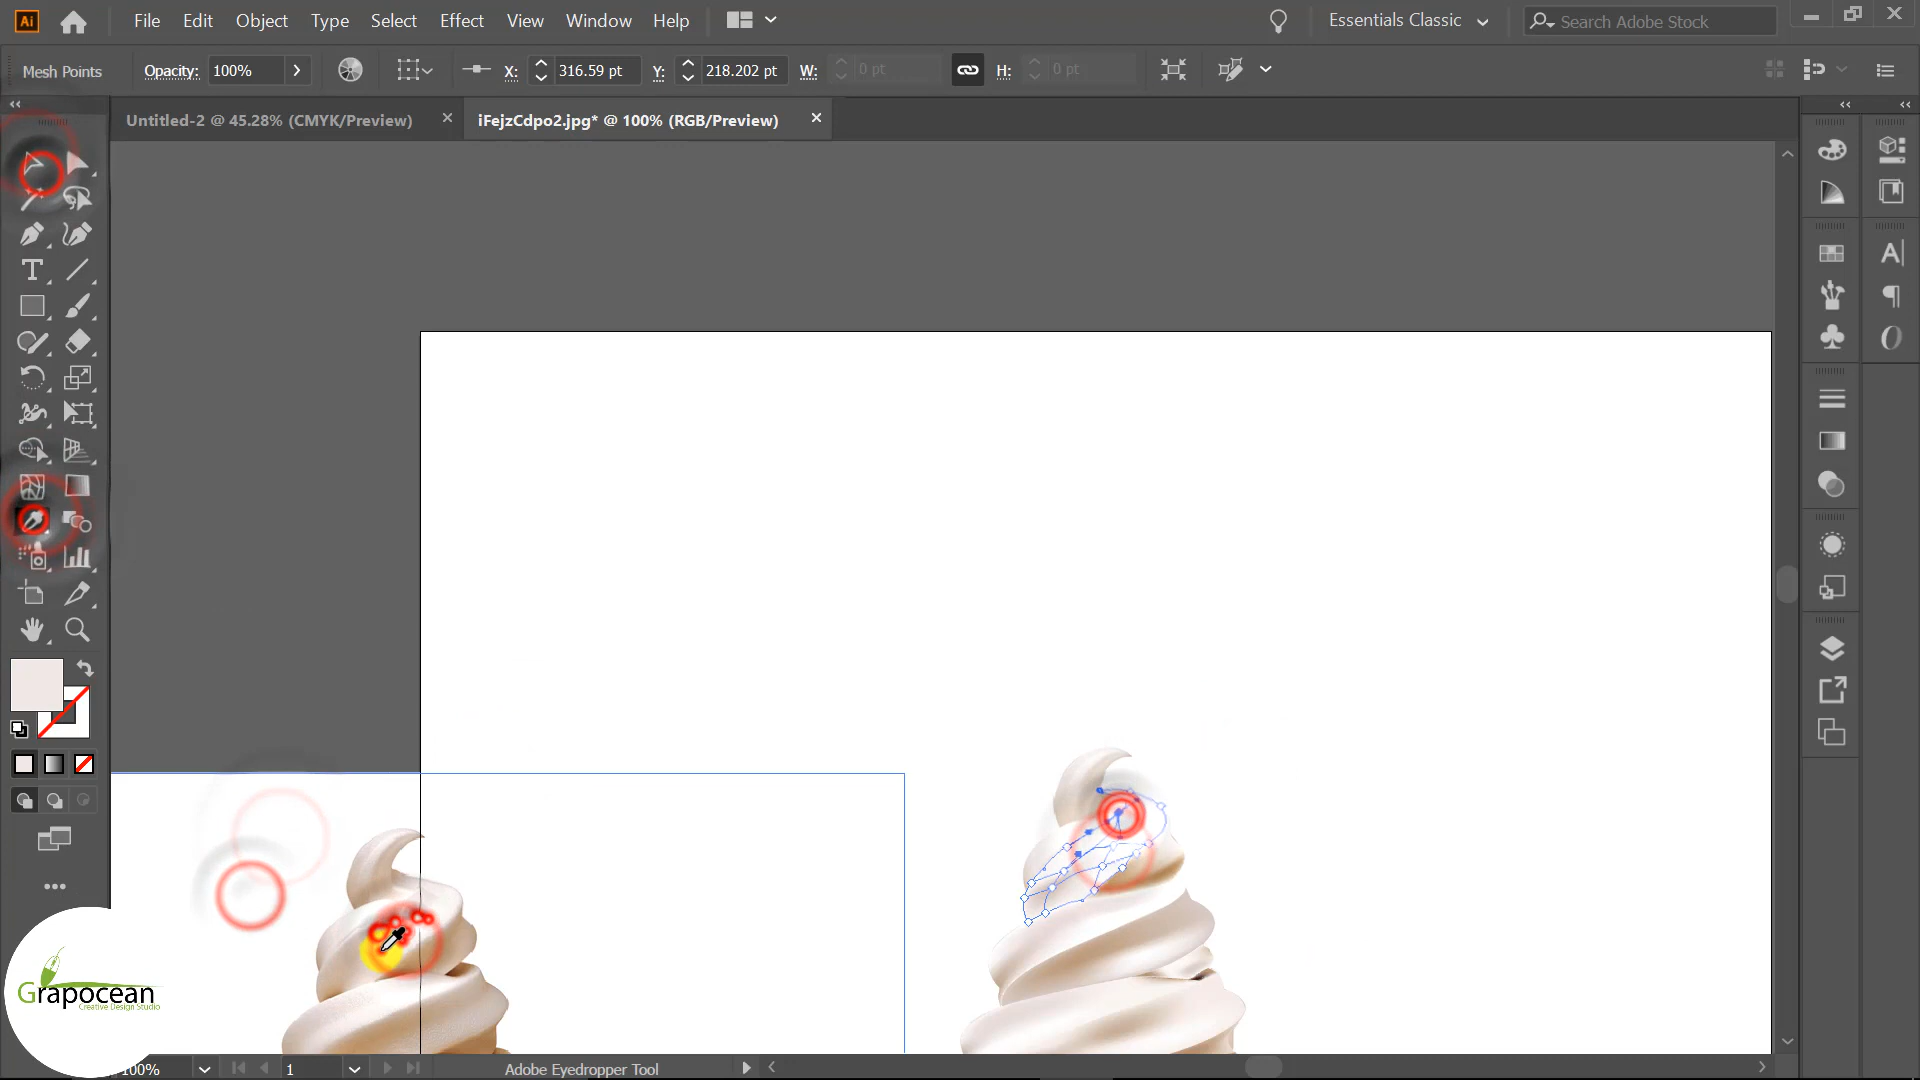 Ai File Edit Object Type Select Effect View Window Help Essentials Classic Search Adobe Stock
Mesh Points Opacity: 100% X: 316.59 pt Y: 218.202 pt W: 0 pt H: 0 pt
Untitled-2 @ 45.28% (CMYK/Preview) × iFejzCdpo2.jpg* @ 100% (RGB/Preview) ×
Grapocean
Creative Design Studio
100% 1 Adobe Eyedropper Tool